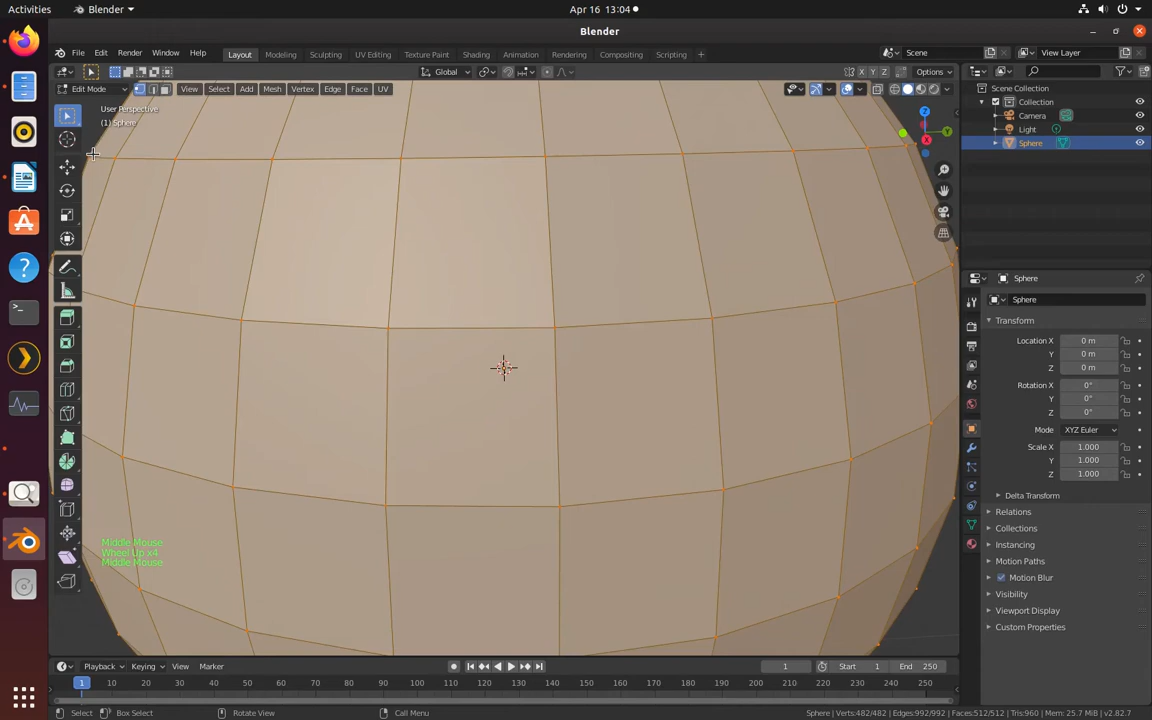 Activities
Blender
Apr 16 13:04
Blender
File Edit Render Window Help
Layout Modeling Sculpting UV Editing Texture Paint Shading Animation Rendering Compositing Scripting +
Scene
View Layer
Global
X Y Z
Options
Edit Mode
View Select Add Mesh Vertex Edge Face UV
User Perspective
(1) Sphere
Z
Y
X
Scene Collection
Collection
Camera
Light
Sphere
Sphere
Sphere
Transform
Location X 0 m
Y 0 m
Z 0 m
Rotation X 0°
Y 0°
Z 0°
Mode XYZ Euler
Scale X 1.000
Y 1.000
Z 1.000
Delta Transform
Relations
Collections
Instancing
Motion Paths
Motion Blur
Visibility
Viewport Display
Custom Properties
Middle Mouse
Wheel Up x4
Middle Mouse
Playback Keying View Marker
1
Start 1
End 250
1 10 20 30 40 50 60 70 80 90 100 110 120 130 140 150 160 170 180 190 200 210 220 230 240 250
Select
Box Select
Rotate View
Call Menu
Sphere | Verts:482/482 | Edges:992/992 | Faces:512/512 | Tris:960 | Mem: 25.7 MiB | v2.82.7